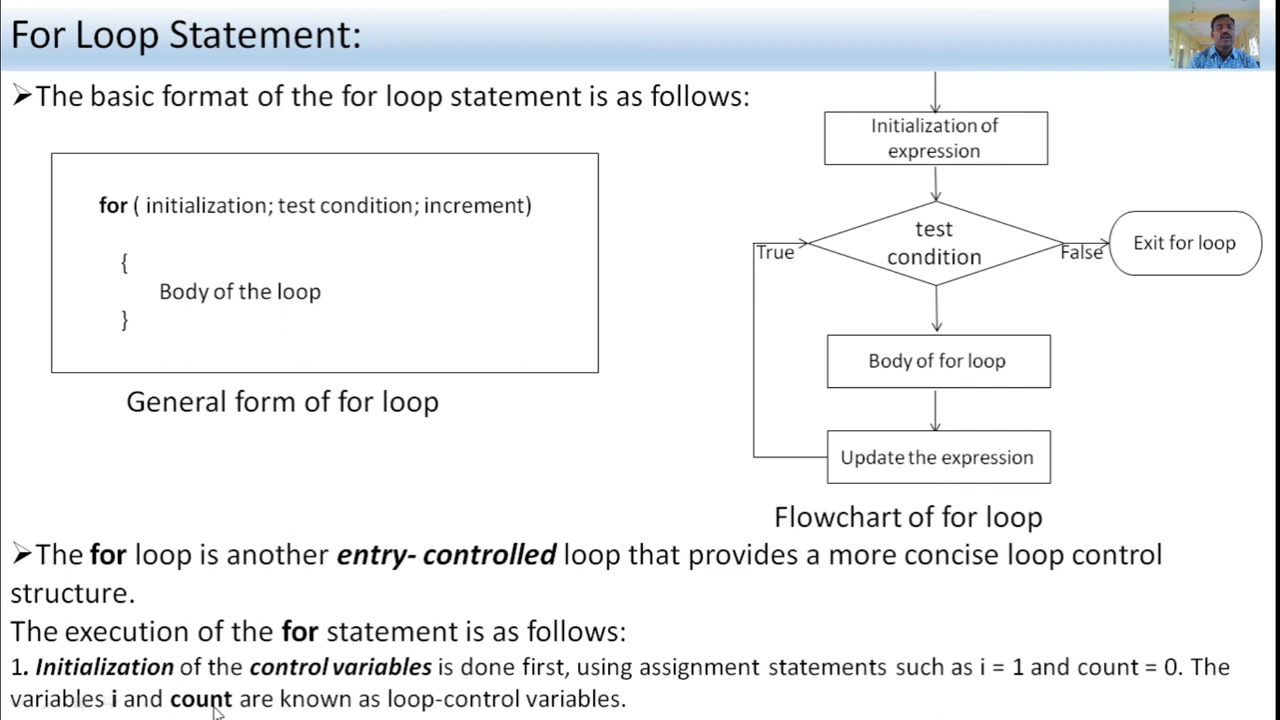 For Loop Statement:
➢The basic format of the for loop statement is as follows:
for ( initialization; test condition; increment)
{
Body of the loop
}
General form of for loop
Initialization of
expression
test
condition
True
False
Exit for loop
Body of for loop
Update the expression
Flowchart of for loop
➢The for loop is another entry- controlled loop that provides a more concise loop control
structure.
The execution of the for statement is as follows:
1. Initialization of the control variables is done first, using assignment statements such as i = 1 and count = 0. The
variables i and count are known as loop-control variables.